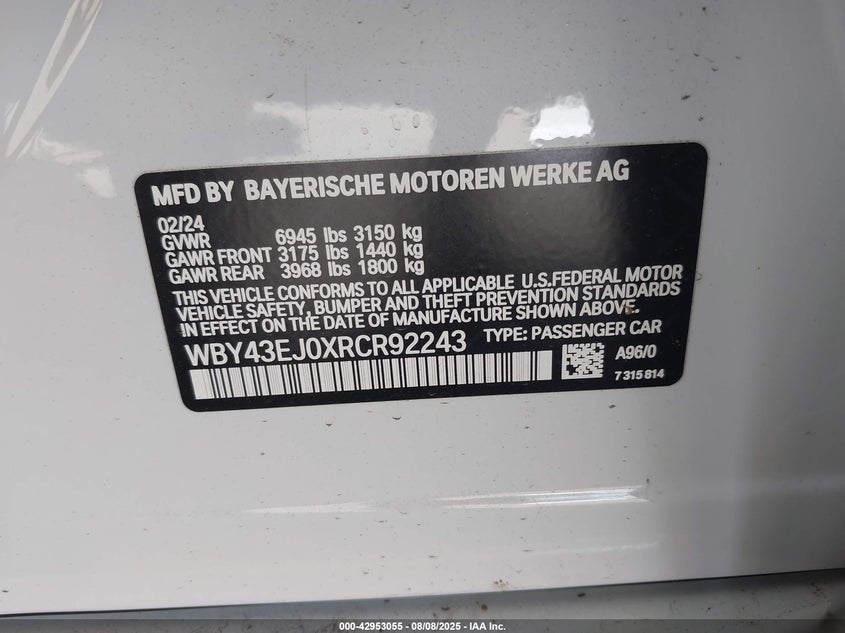 MFD BY BAYERISCHE MOTOREN WERKE AG
02/24
GVWR 6945 lbs 3150 kg
GAWR FRONT 3175 lbs 1440 kg
GAWR REAR 3968 lbs 1800 kg
THIS VEHICLE CONFORMS TO ALL APPLICABLE U.S.FEDERAL MOTOR
VEHICLE SAFETY, BUMPER AND THEFT PREVENTION STANDARDS
IN EFFECT ON THE DATE OF MANUFACTURE SHOWN ABOVE.
WBY43EJ0XRCR92243 TYPE: PASSENGER CAR
A96/0
7 315 814
000-42953055 - 08/08/2025 - IAA Inc.